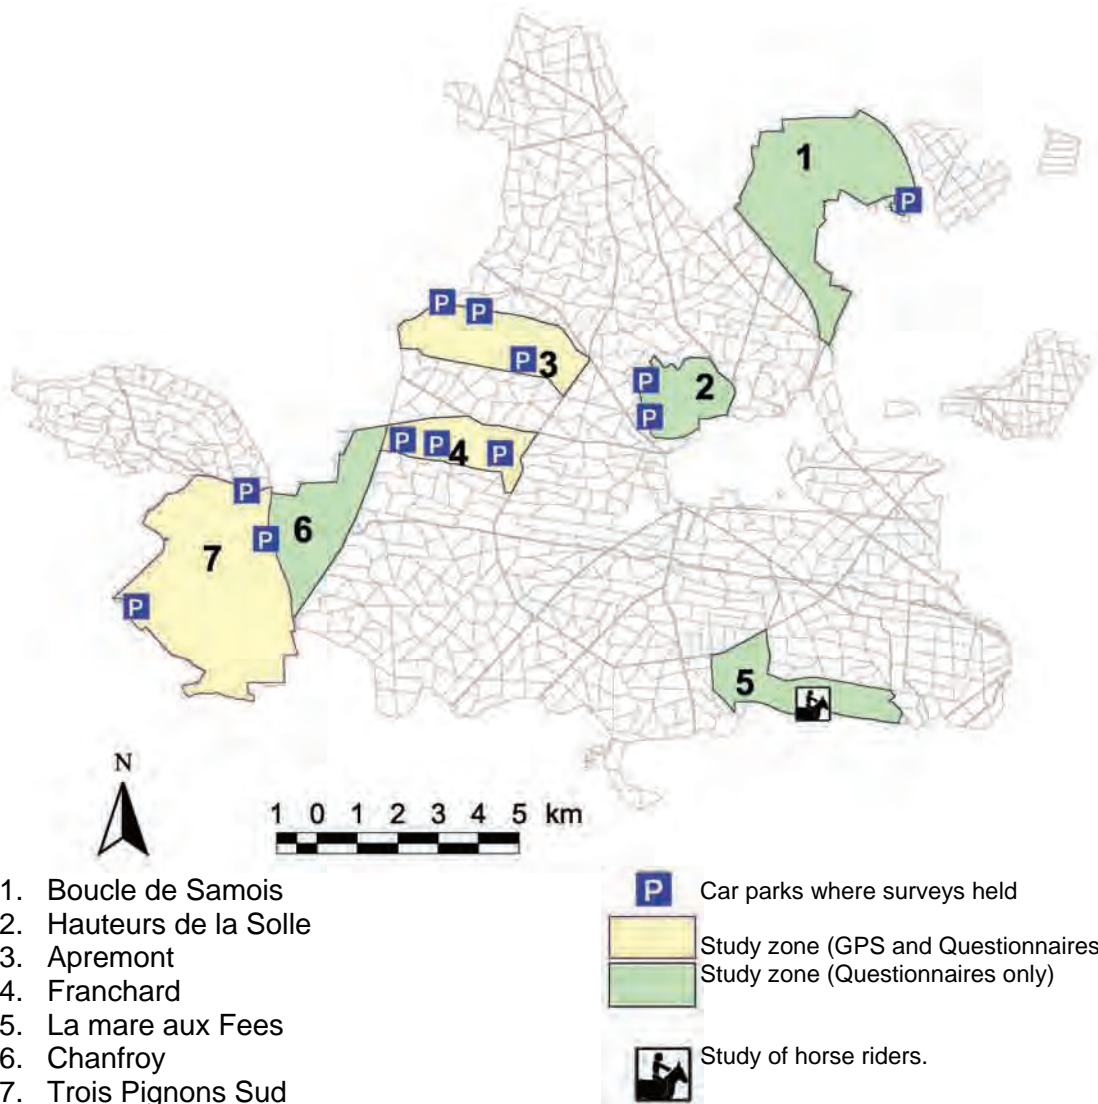 1
P
P
P
3
P
2
P
P
P
P
4
P
P
6
P
7
P
5
N
1 0 1 2 3 4 5 km
1. Boucle de Samois
2. Hauteurs de la Solle
3. Apremont
4. Franchard
5. La mare aux Fees
6. Chanfroy
7. Trois Pignons Sud
P Car parks where surveys held
Study zone (GPS and Questionnaires
Study zone (Questionnaires only)
Study of horse riders.